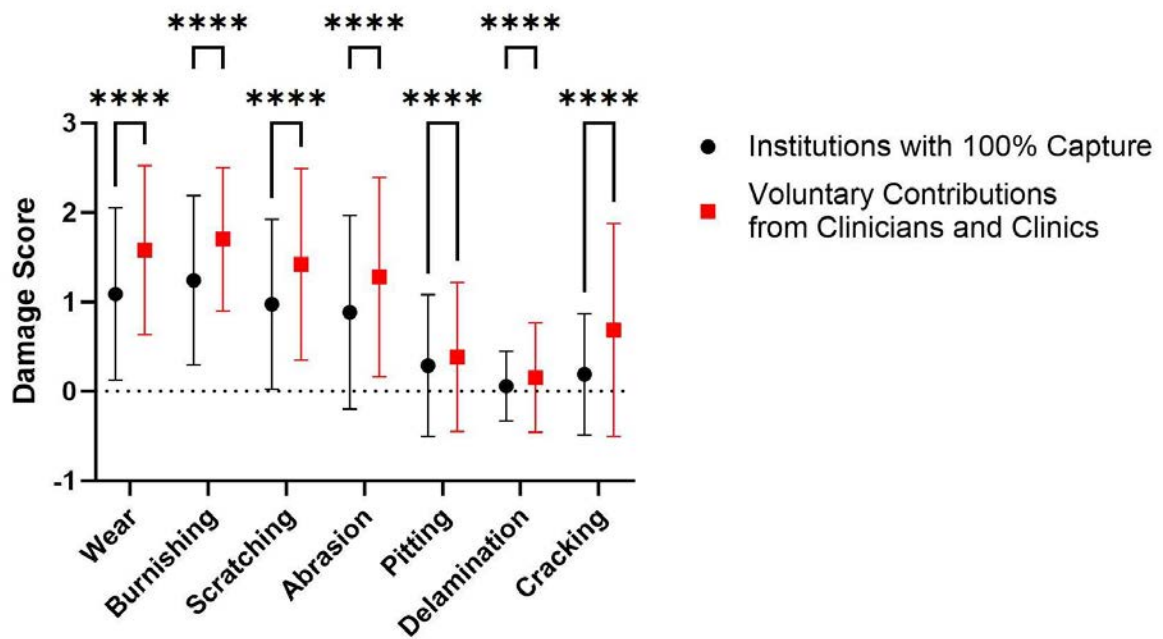 **** **** ****
**** **** **** ****
3
2
1
0
-1
Damage Score
Wear
Burnishing
Scratching
Abrasion
Pitting
Delamination
Cracking
Institutions with 100% Capture
Voluntary Contributions
from Clinicians and Clinics